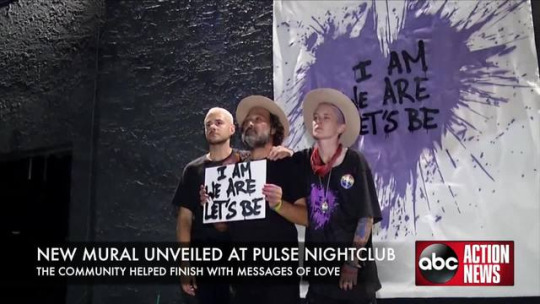 I AM
WE ARE
LET'S BE
I AM
WE ARE
LET'S BE
NEW MURAL UNVEILED AT PULSE NIGHTCLUB
THE COMMUNITY HELPED FINISH WITH MESSAGES OF LOVE
abc ACTION NEWS